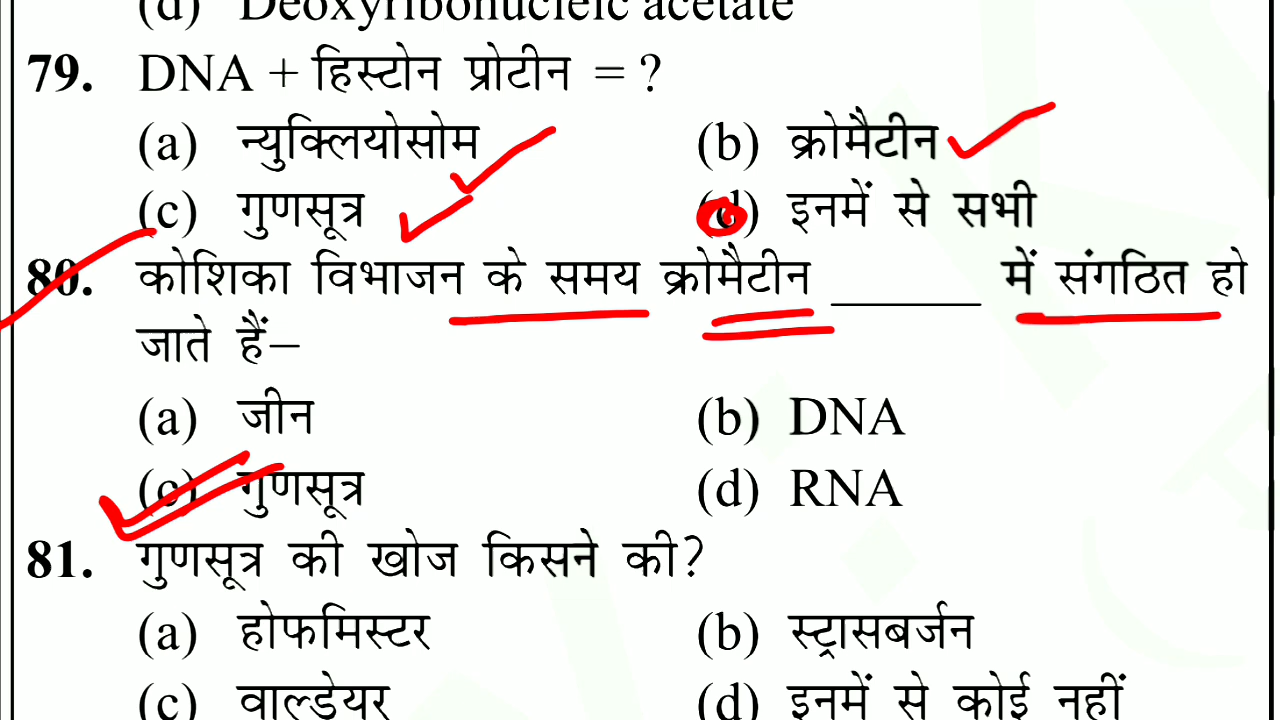 (d) Deoxyribonucleic acetate
79. DNA + हिस्टोन प्रोटीन = ?
(a) न्युक्लियोसोम (b) क्रोमैटीन
(c) गुणसूत्र (d) इनमें से सभी
80. कोशिका विभाजन के समय क्रोमैटीन ______ में संगठित हो
जाते हैं–
(a) जीन (b) DNA
(c) गुणसूत्र (d) RNA
81. गुणसूत्र की खोज किसने की?
(a) होफमिस्टर (b) स्ट्रासबर्जन
(c) वाल्डेयर (d) इनमें से कोई नहीं